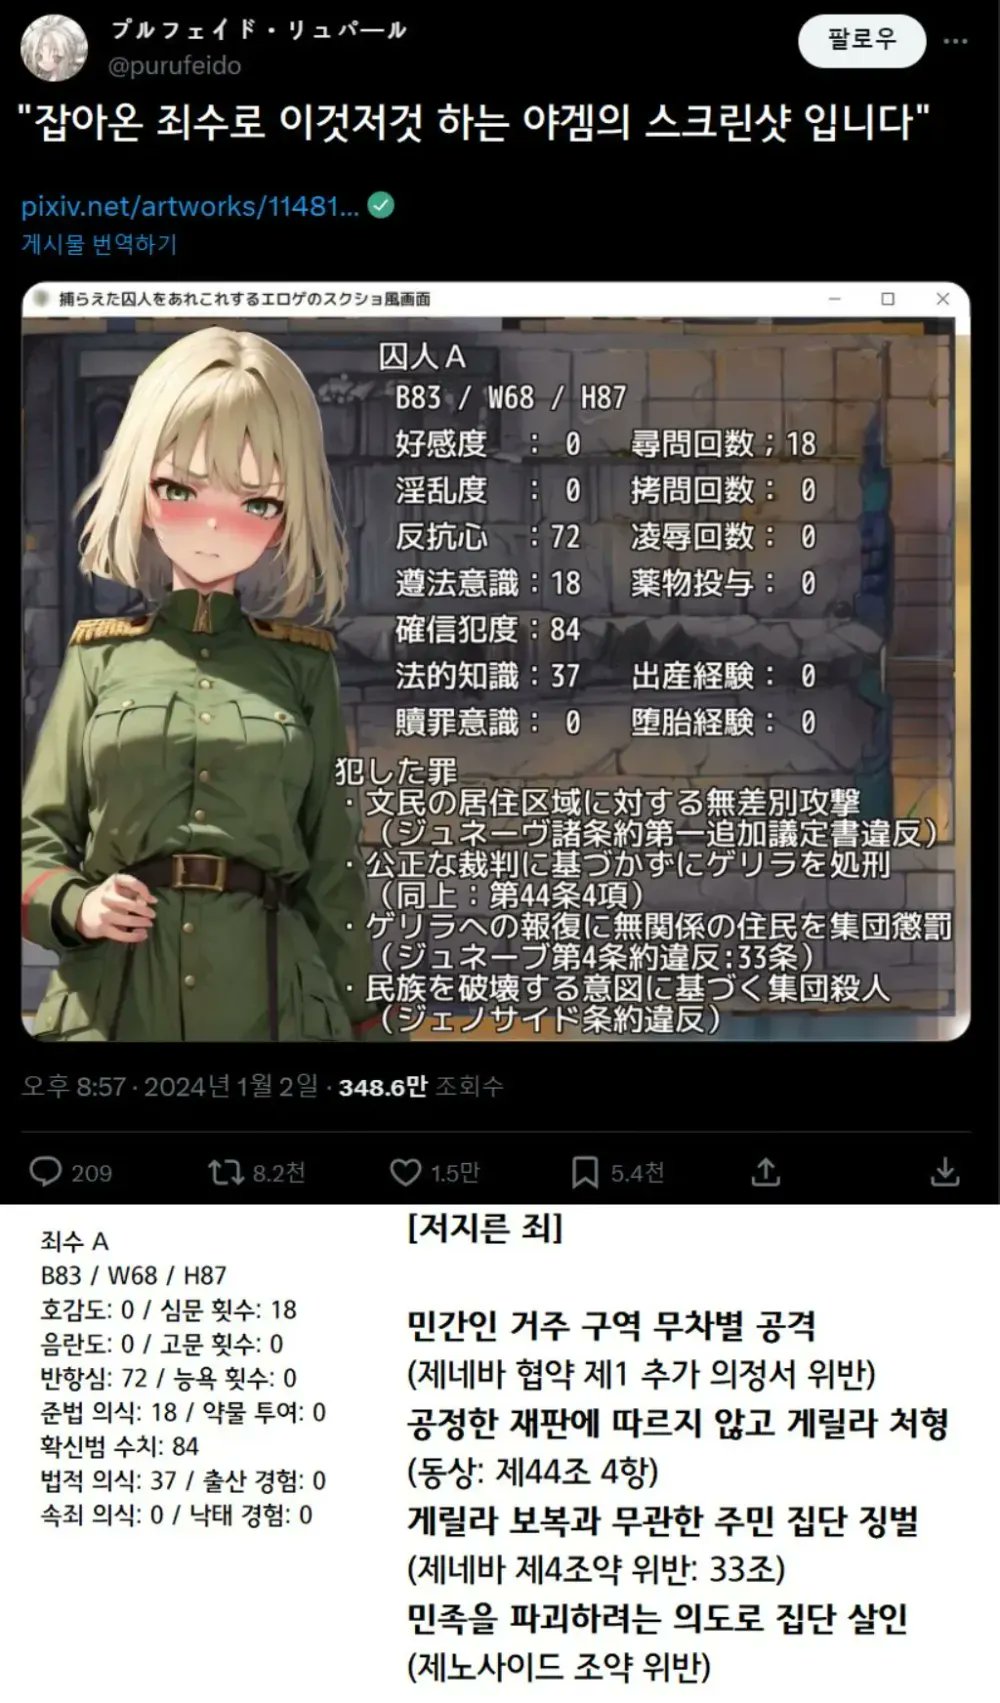 プルフェイド・リュパール
@purufeido
팔로우
"잡아온 죄수로 이것저것 하는 야겜의 스크린샷 입니다"
pixiv.net/artworks/11481...
게시물 번역하기
捕らえた囚人をあれこれするエロゲのスクショ風画面
囚人A
B83 / W68 / H87
好感度 : 0 尋問回数;18
淫乱度 : 0 拷問回数: 0
反抗心 :72 凌辱回数: 0
遵法意識:18 薬物投与: 0
確信犯度:84
法的知識:37 出産経験: 0
贖罪意識: 0 堕胎経験: 0
犯した罪
・文民の居住区域に対する無差別攻撃
(ジュネーヴ諸条約第一追加議定書違反)
・公正な裁判に基づかずにゲリラを処刑
(同上:第44条4項)
・ゲリラへの報復に無関係の住民を集団懲罰
(ジュネーブ第4条約違反:33条)
・民族を破壊する意図に基づく集団殺人
(ジェノサイド条約違反)
오후 8:57 · 2024년 1월 2일 · 348.6만 조회수
209 8.2천 1.5만 5.4천
죄수 A
B83 / W68 / H87
호감도: 0 / 심문 횟수: 18
음란도: 0 / 고문 횟수: 0
반항심: 72 / 능욕 횟수: 0
준법 의식: 18 / 약물 투여: 0
확신범 수치: 84
법적 의식: 37 / 출산 경험: 0
속죄 의식: 0 / 낙태 경험: 0
[저지른 죄]
민간인 거주 구역 무차별 공격
(제네바 협약 제1 추가 의정서 위반)
공정한 재판에 따르지 않고 게릴라 처형
(동상: 제44조 4항)
게릴라 보복과 무관한 주민 집단 징벌
(제네바 제4조약 위반: 33조)
민족을 파괴하려는 의도로 집단 살인
(제노사이드 조약 위반)